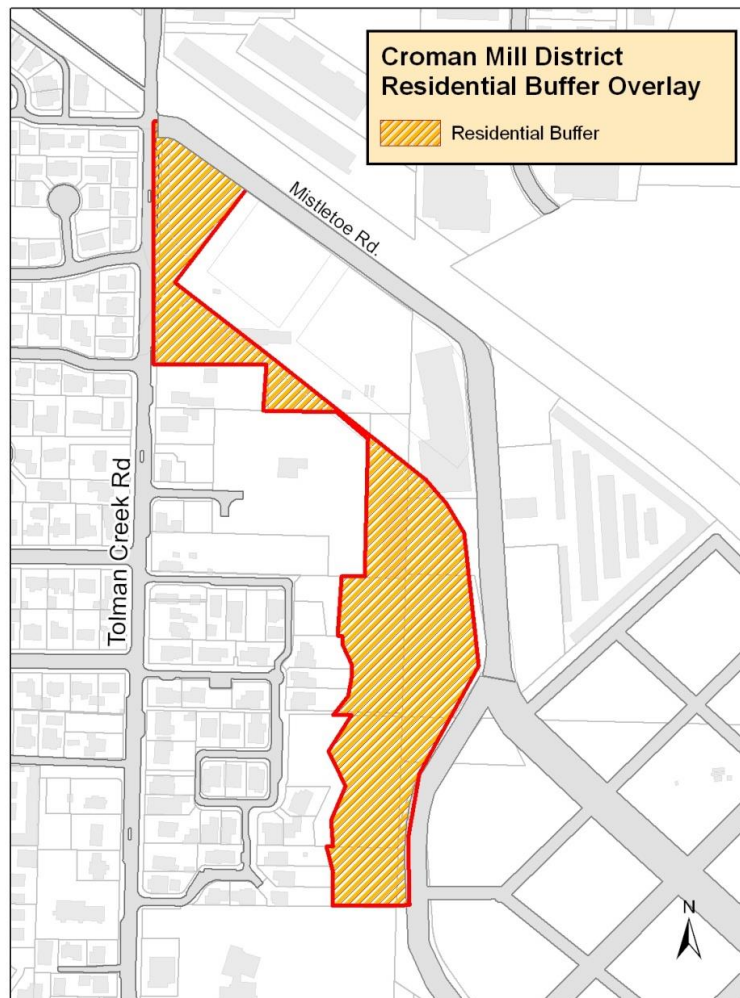 Croman Mill District
Residential Buffer Overlay
Residential Buffer
Mistletoe Rd.
Tolman Creek Rd
N